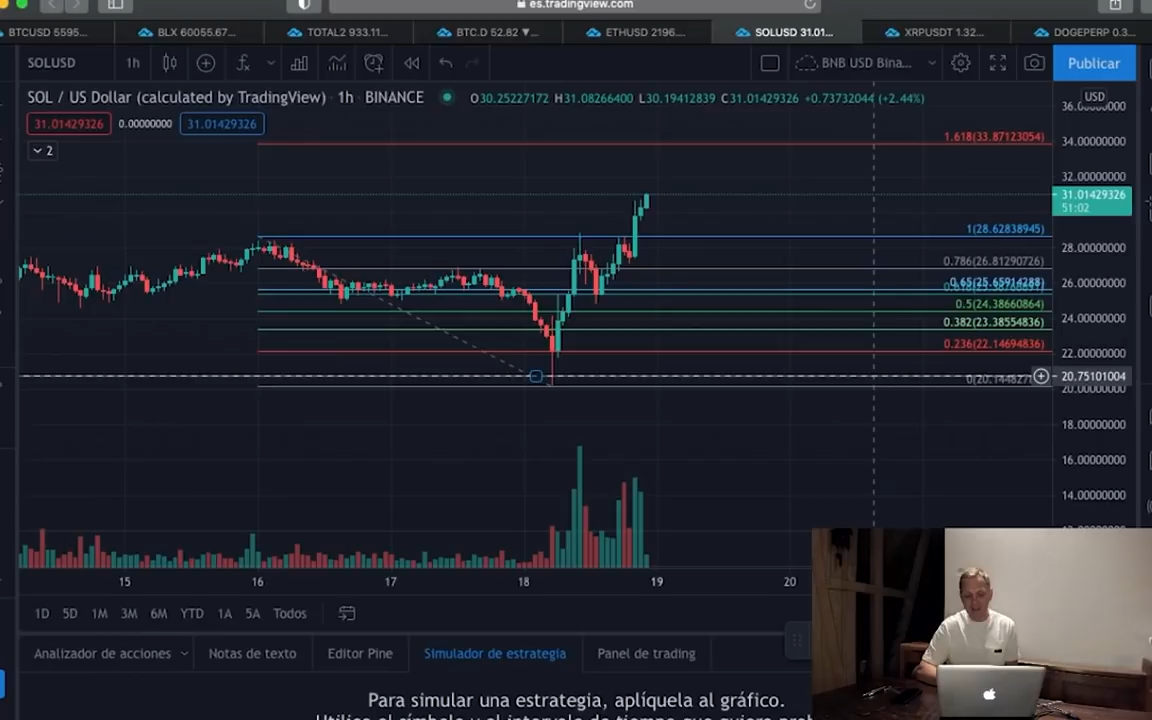 es.tradingview.com
BTCUSD 5595... BLX 60055.67... TOTAL2 933.11... BTC.D 52.82 ▼... ETHUSD 2196.... SOLUSD 31.01... XRPUSDT 1.32... DOGEPERP 0.3...
SOLUSD 1h BNB USD Bina... Publicar
SOL / US Dollar (calculated by TradingView) · 1h · BINANCE O30.25227172 H31.08266400 L30.19412839 C31.01429326 +0.73732044 (+2.44%)
USD
36.00000000
31.01429326 0.00000000 31.01429326
1.618(33.87123054)
34.00000000
2
32.00000000
31.01429326
51:02
1(28.62838945)
28.00000000
0.786(26.81290726)
0.65(25.65914288)
26.00000000
0.5(24.38660864)
24.00000000
0.382(23.38554836)
0.236(22.14694836)
22.00000000
20.75101004
20.00000000
18.00000000
16.00000000
14.00000000
15 16 17 18 19 20
1D 5D 1M 3M 6M YTD 1A 5A Todos
Analizador de acciones Notas de texto Editor Pine Simulador de estrategia Panel de trading
Para simular una estrategia, aplíquela al gráfico.